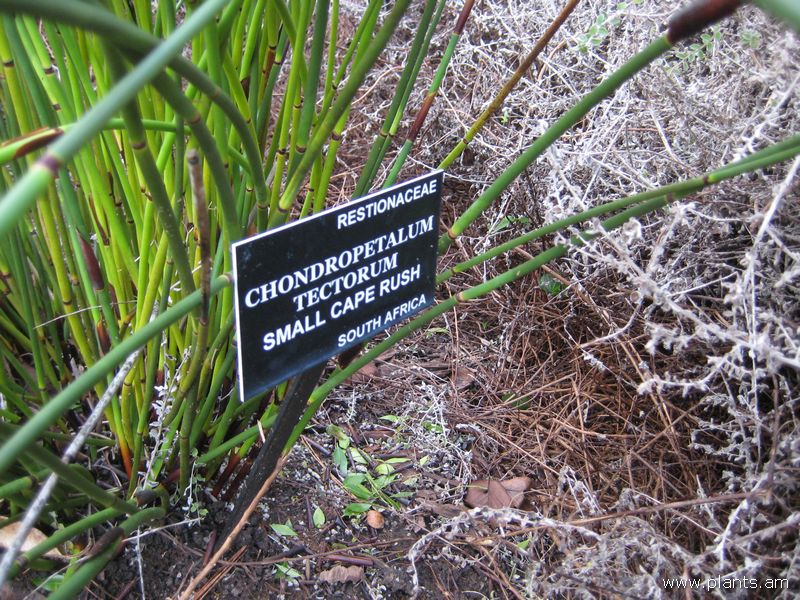 RESTIONACEAE
CHONDROPETALUM
TECTORUM
SMALL CAPE RUSH
SOUTH AFRICA
www.plants.am